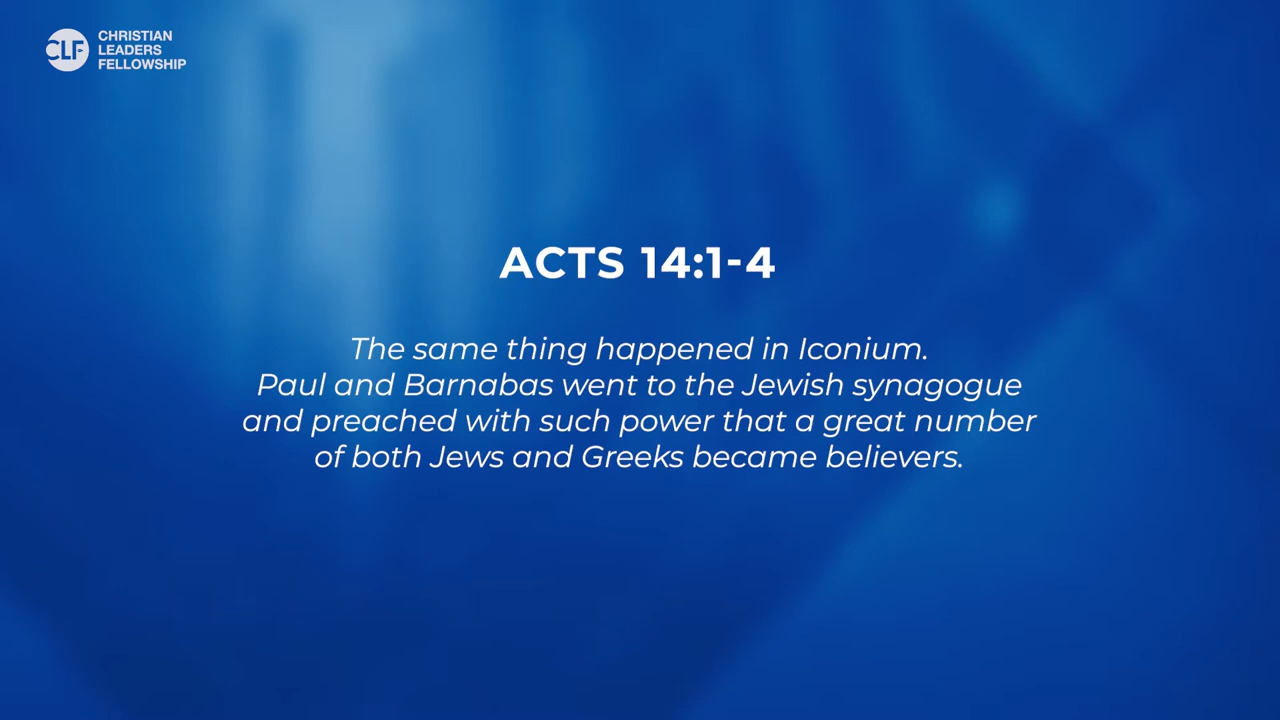 CLF
CHRISTIAN
LEADERS
FELLOWSHIP
ACTS 14:1-4
The same thing happened in Iconium.
Paul and Barnabas went to the Jewish synagogue
and preached with such power that a great number
of both Jews and Greeks became believers.